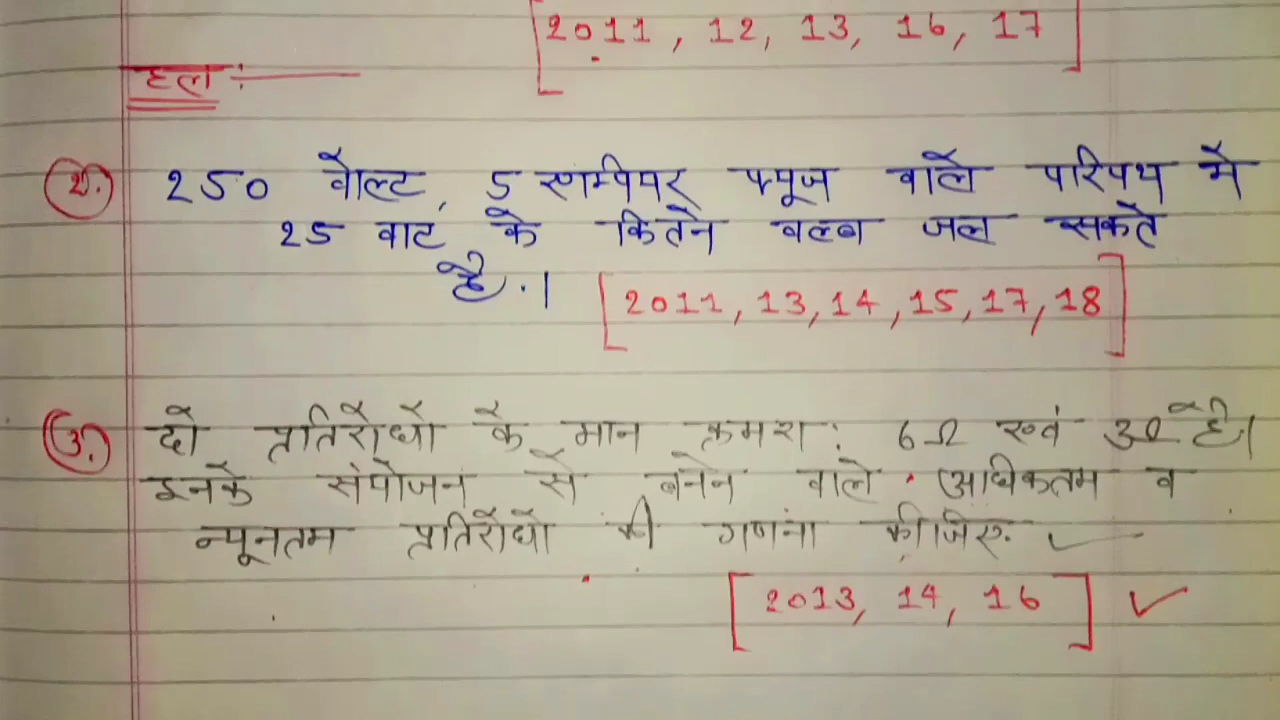 [2011, 12, 13, 16, 17]
हल :—
२. 250 वोल्ट, 5 एम्पियर फ्यूज वाले परिपथ मे
25 वाट के कितने वल्ब जल सकते
है.।
[2011, 13, 14, 15, 17, 18]
3. दो प्रतिरोधो के मान क्रमश: 6Ω एवं 3Ω है।
इनके संयोजन से बनने वाले अधिकतम व
न्यूनतम प्रतिरोधो की गणना कीजिए.
[2013, 14, 16]